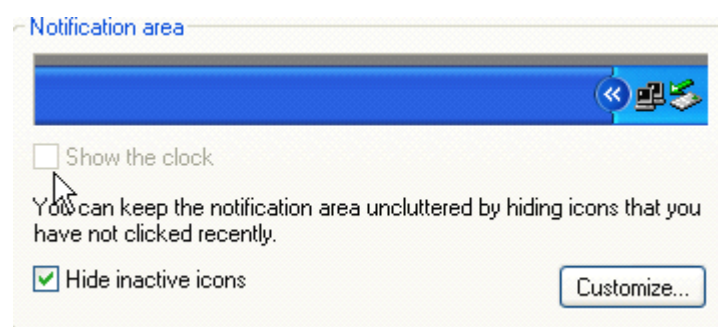 Notification area
Show the clock
You can keep the notification area uncluttered by hiding icons that you
have not clicked recently.
Hide inactive icons
Customize...